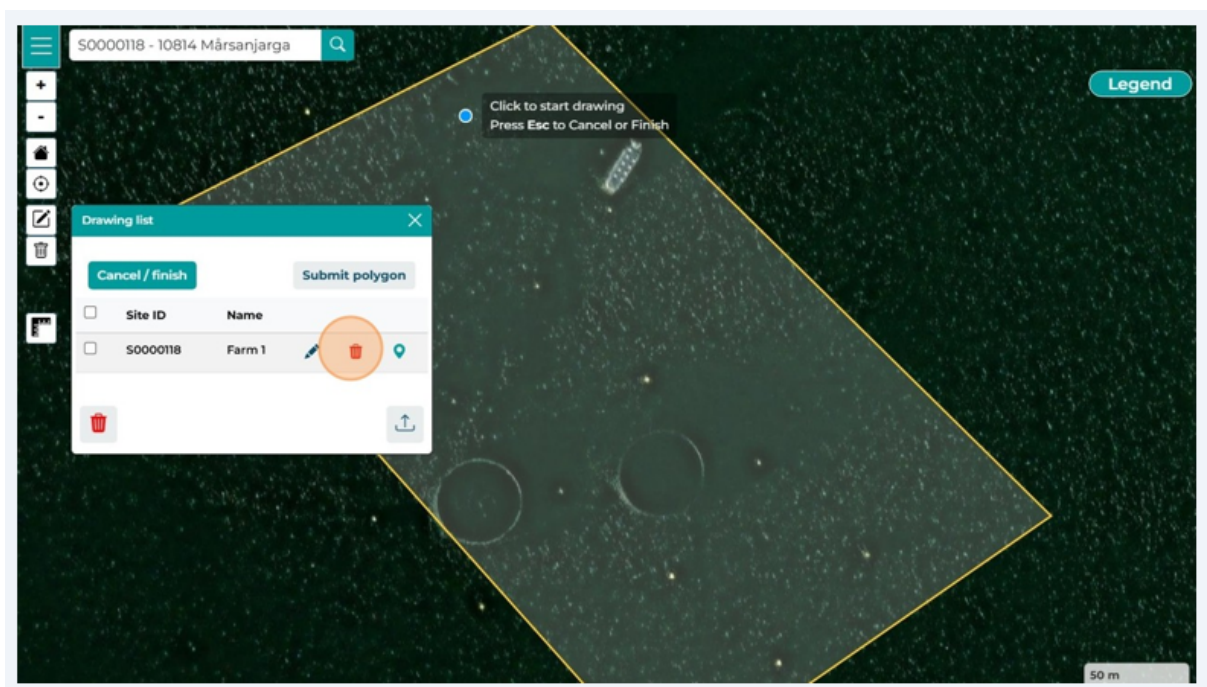 S0000118 - 10814 Mårsanjarga
Legend
+
-
Click to start drawing
Press Esc to Cancel or Finish
Drawing list
Cancel / finish
Submit polygon
Site ID Name
S0000118 Farm 1
50 m